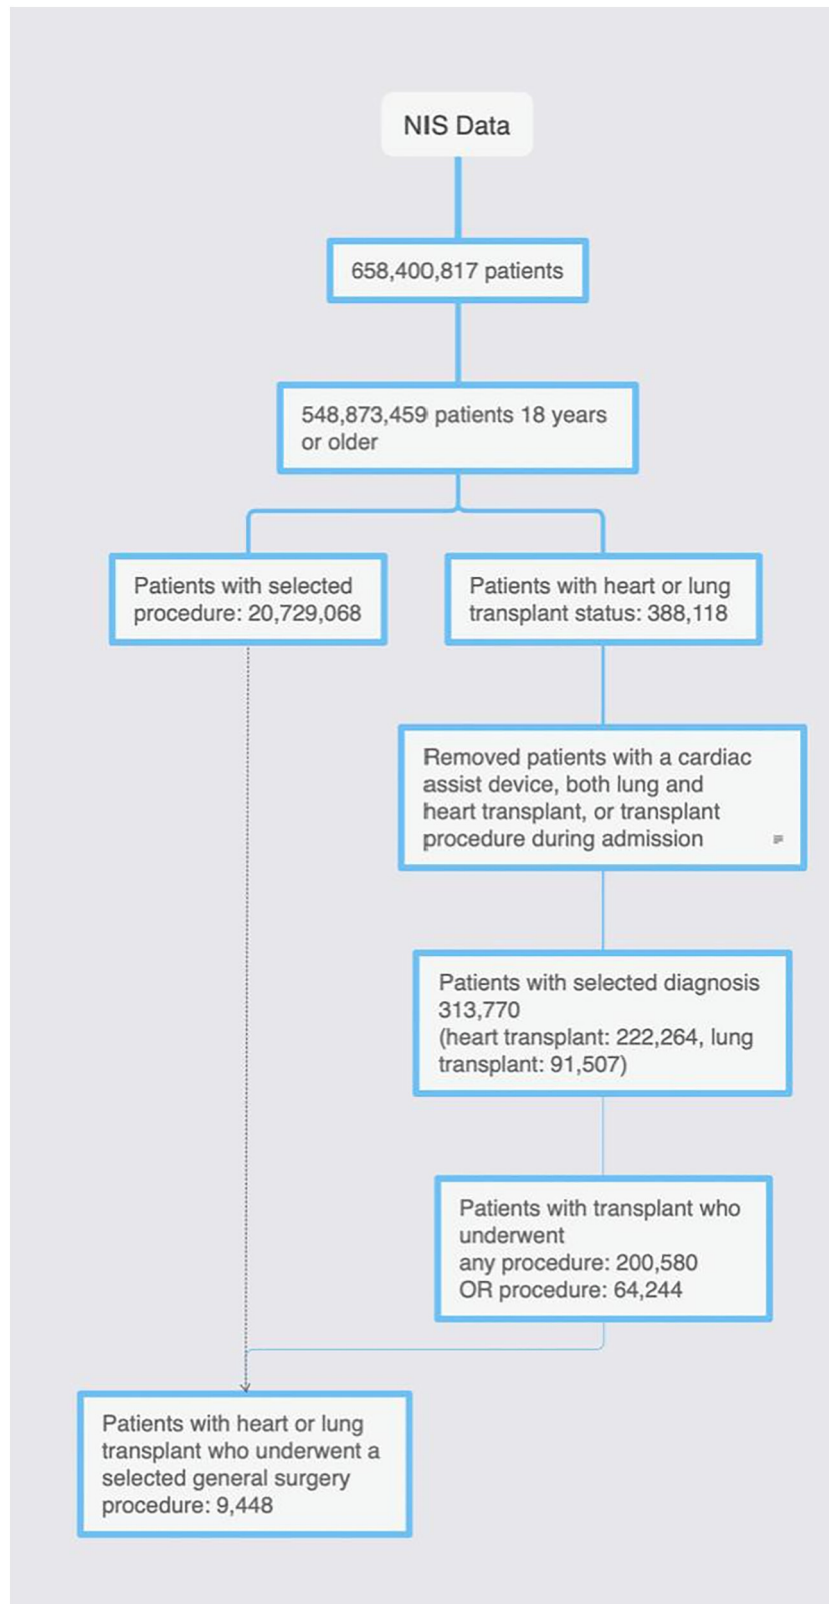 NIS Data
658,400,817 patients
548,873,459 patients 18 years
or older
Patients with selected
procedure: 20,729,068
Patients with heart or lung
transplant status: 388,118
Removed patients with a cardiac
assist device, both lung and
heart transplant, or transplant
procedure during admission
Patients with selected diagnosis
313,770
(heart transplant: 222,264, lung
transplant: 91,507)
Patients with transplant who
underwent
any procedure: 200,580
OR procedure: 64,244
Patients with heart or lung
transplant who underwent a
selected general surgery
procedure: 9,448